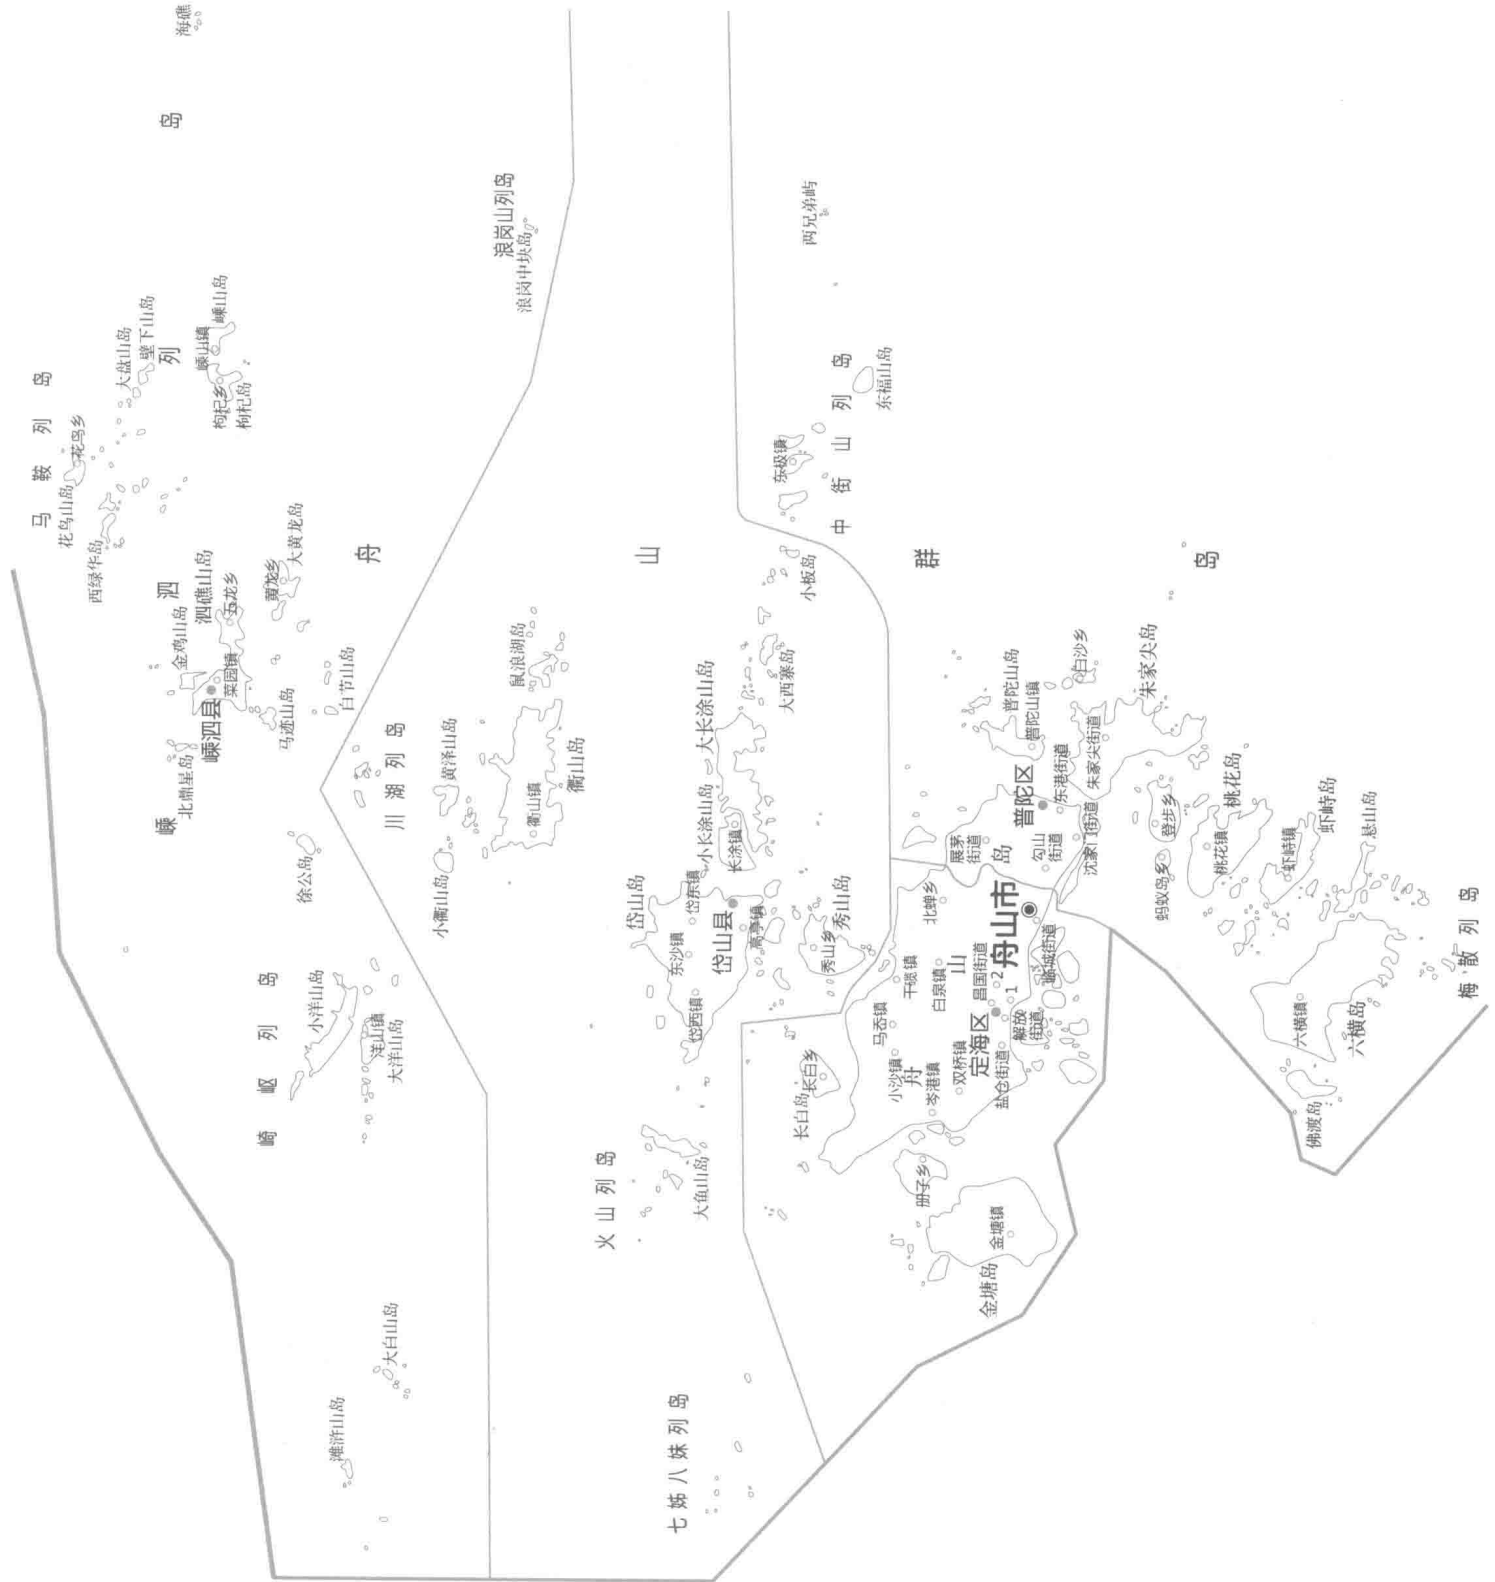 海礁
嵊
泗
列
岛
马鞍列岛
花鸟山岛
花鸟乡
西绿华岛
大盘山岛
壁下山岛
嵊山镇
嵊山岛
枸杞乡
枸杞岛
金鸡山岛
泗礁山岛
五龙乡
菜园镇
嵊泗县
北鼎星岛
马迹山岛
黄龙乡
大黄龙岛
白节山岛
徐公岛
崎岖列岛
小洋山岛
洋山镇
大洋山岛
大白山岛
滩浒山岛
舟
山
群
岛
浪岗山列岛
浪岗中块岛
川湖列岛
黄泽山岛
小衢山岛
鼠浪湖岛
衢山镇
衢山岛
火山列岛
大鱼山岛
七姊八妹列岛
岱山岛
岱东镇
东沙镇
岱西镇
岱山县
高亭镇
小长涂山岛
大长涂山岛
长涂镇
大西寨岛
小板岛
秀山乡
秀山岛
两兄弟屿
中街山列岛
东极镇
东福山岛
长白岛
长白乡
舟
山
岛
马岙镇
干𬒗镇
北蝉乡
展茅
街道
小沙镇
岑港镇
双桥镇
白泉镇
定海区
昌国街道
舟山市
1
2
解放
街道
盐仓街道
临城街道
勾山
街道
普陀区
东港街道
沈家门街道
普陀山岛
普陀山镇
白沙乡
朱家尖街道
朱家尖岛
册子乡
金塘镇
金塘岛
登步乡
蚂蚁岛乡
桃花镇
桃花岛
虾峙镇
虾峙岛
悬山岛
六横镇
六横岛
佛渡岛
梅散列岛